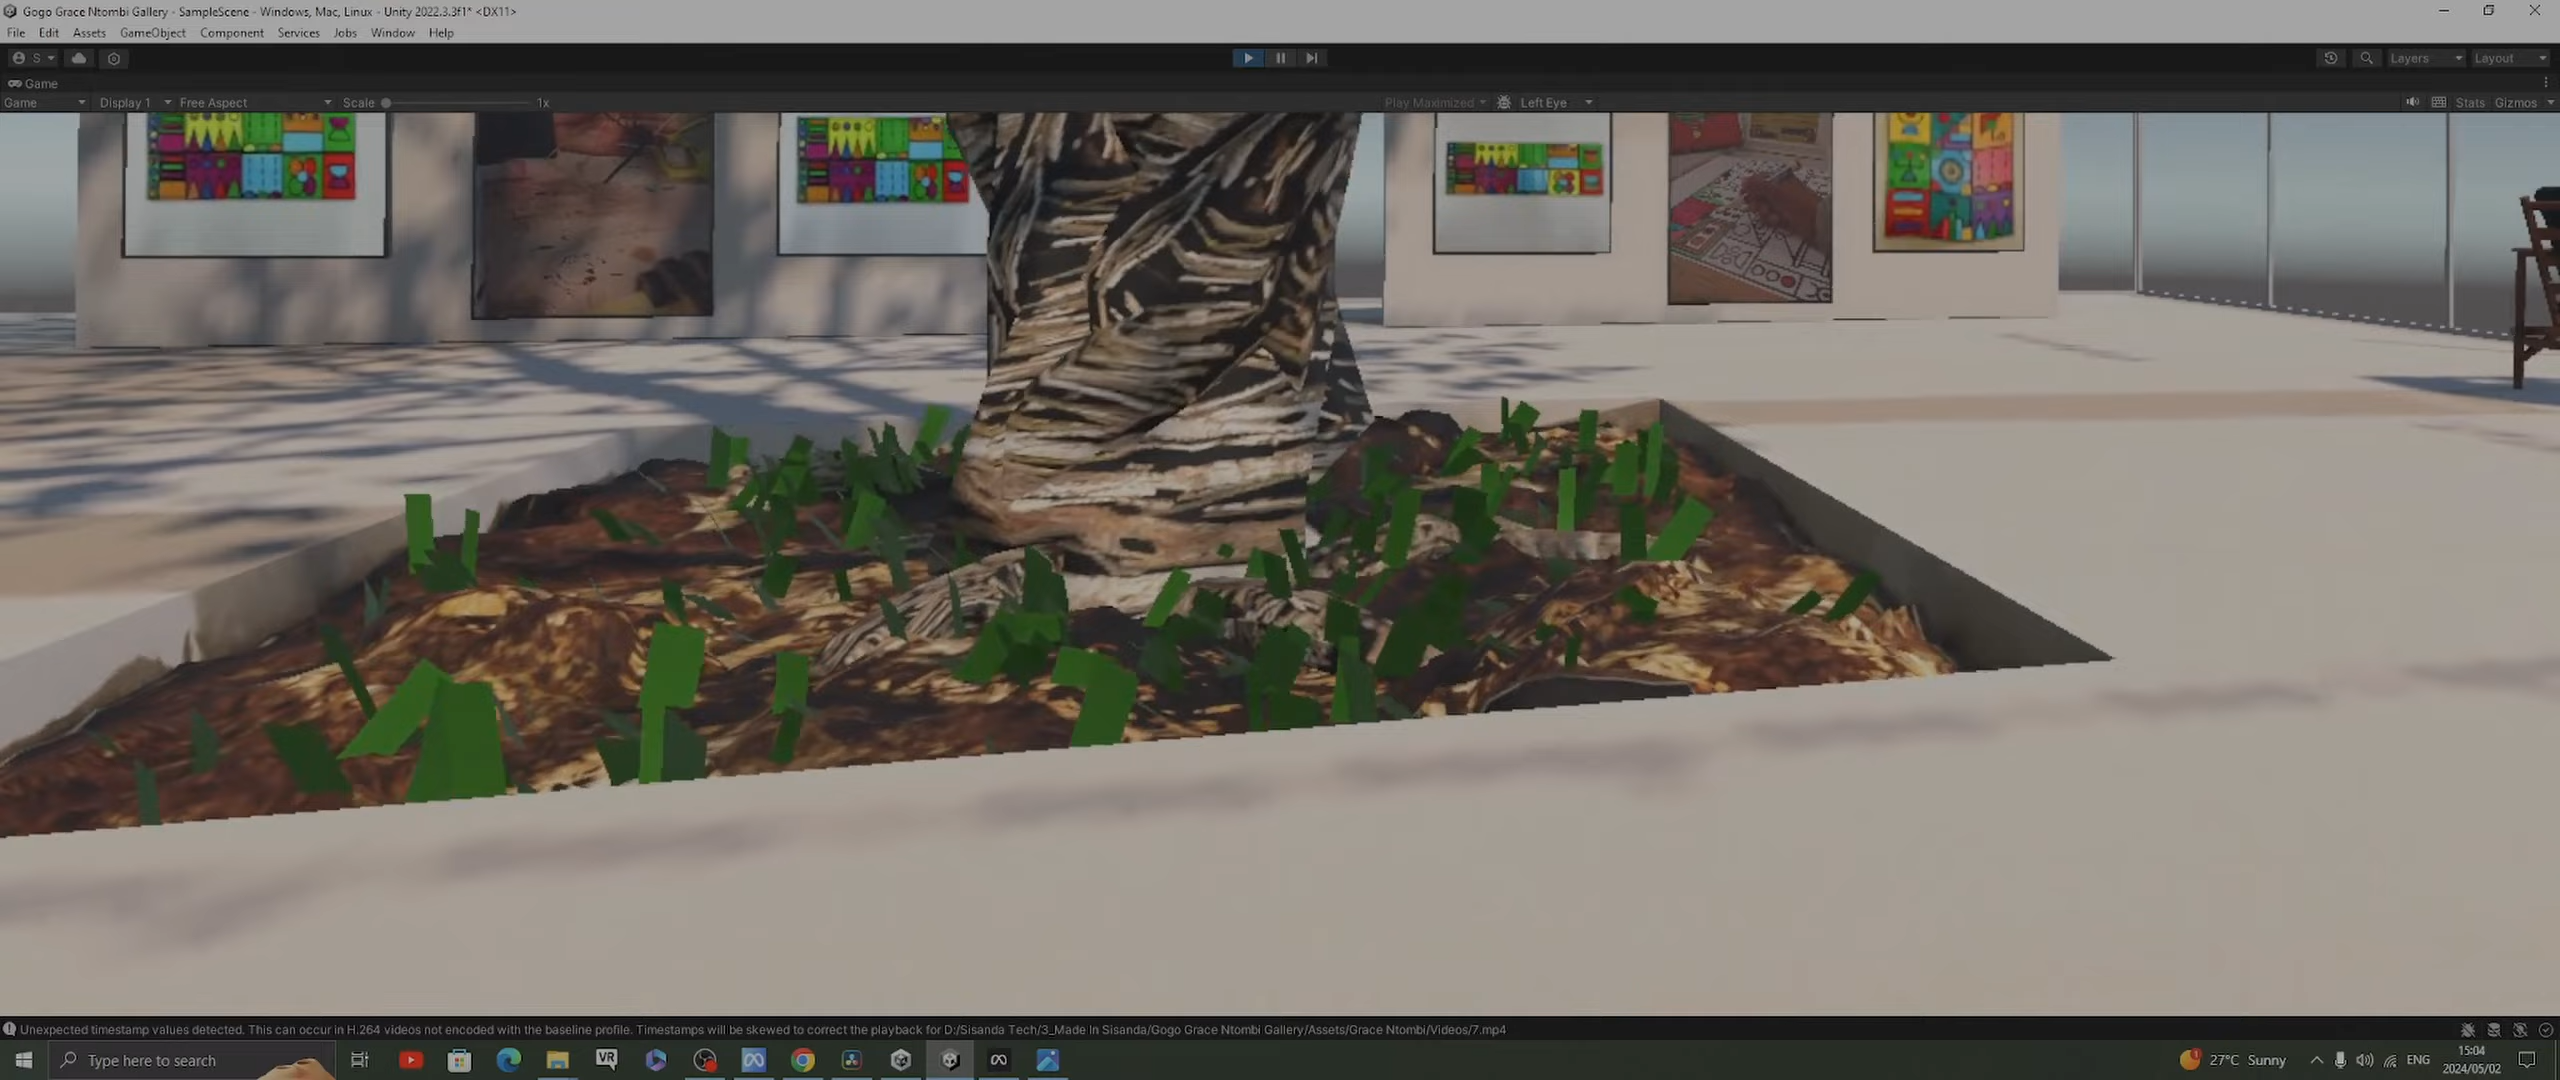 Gogo Grace Ntombi Gallery - SampleScene - Windows, Mac, Linux - Unity 2022.3.3f1* <DX11>
File Edit Assets GameObject Component Services Jobs Window Help
S Layers Layout
Game
Game Display 1 Free Aspect Scale 1x Play Maximized Left Eye Stats Gizmos
Unexpected timestamp values detected. This can occur in H.264 videos not encoded with the baseline profile. Timestamps will be skewed to correct the playback for D:/Sisanda Tech/3_Made In Sisanda/Gogo Grace Ntombi Gallery/Assets/Grace Ntombi/Videos/7.mp4
Type here to search VR 27°C Sunny ENG 15:04
2024/05/02